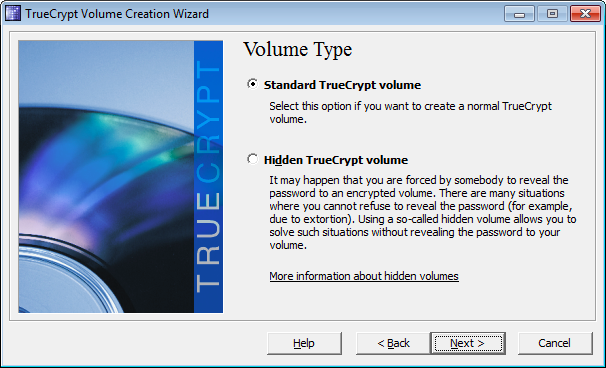 TrueCrypt Volume Creation Wizard
TRUECRYPT
Volume Type
Standard TrueCrypt volume
Select this option if you want to create a normal TrueCrypt
volume.
Hidden TrueCrypt volume
It may happen that you are forced by somebody to reveal the
password to an encrypted volume. There are many situations
where you cannot refuse to reveal the password (for example,
due to extortion). Using a so-called hidden volume allows you to
solve such situations without revealing the password to your
volume.
More information about hidden volumes
Help
< Back
Next >
Cancel